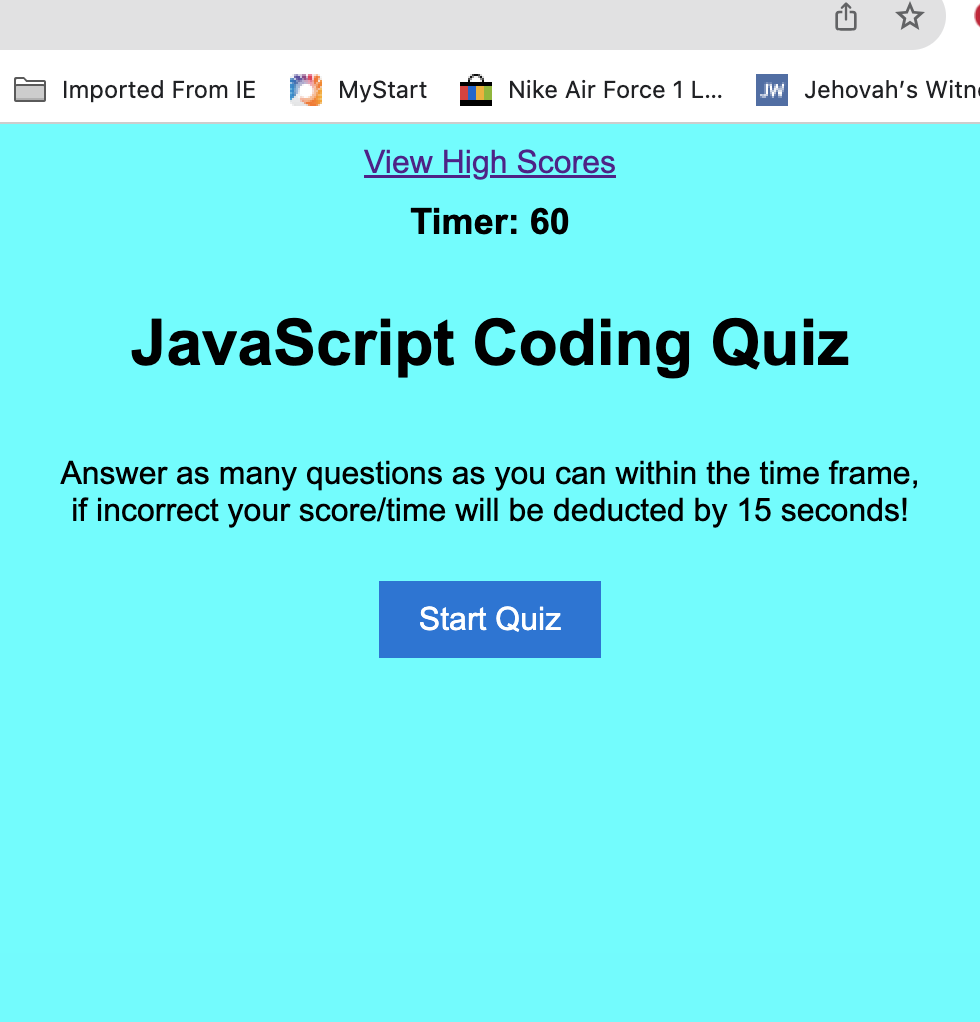 Imported From IE MyStart Nike Air Force 1 L... JW Jehovah's Witn
View High Scores
Timer: 60
JavaScript Coding Quiz
Answer as many questions as you can within the time frame,
if incorrect your score/time will be deducted by 15 seconds!
Start Quiz